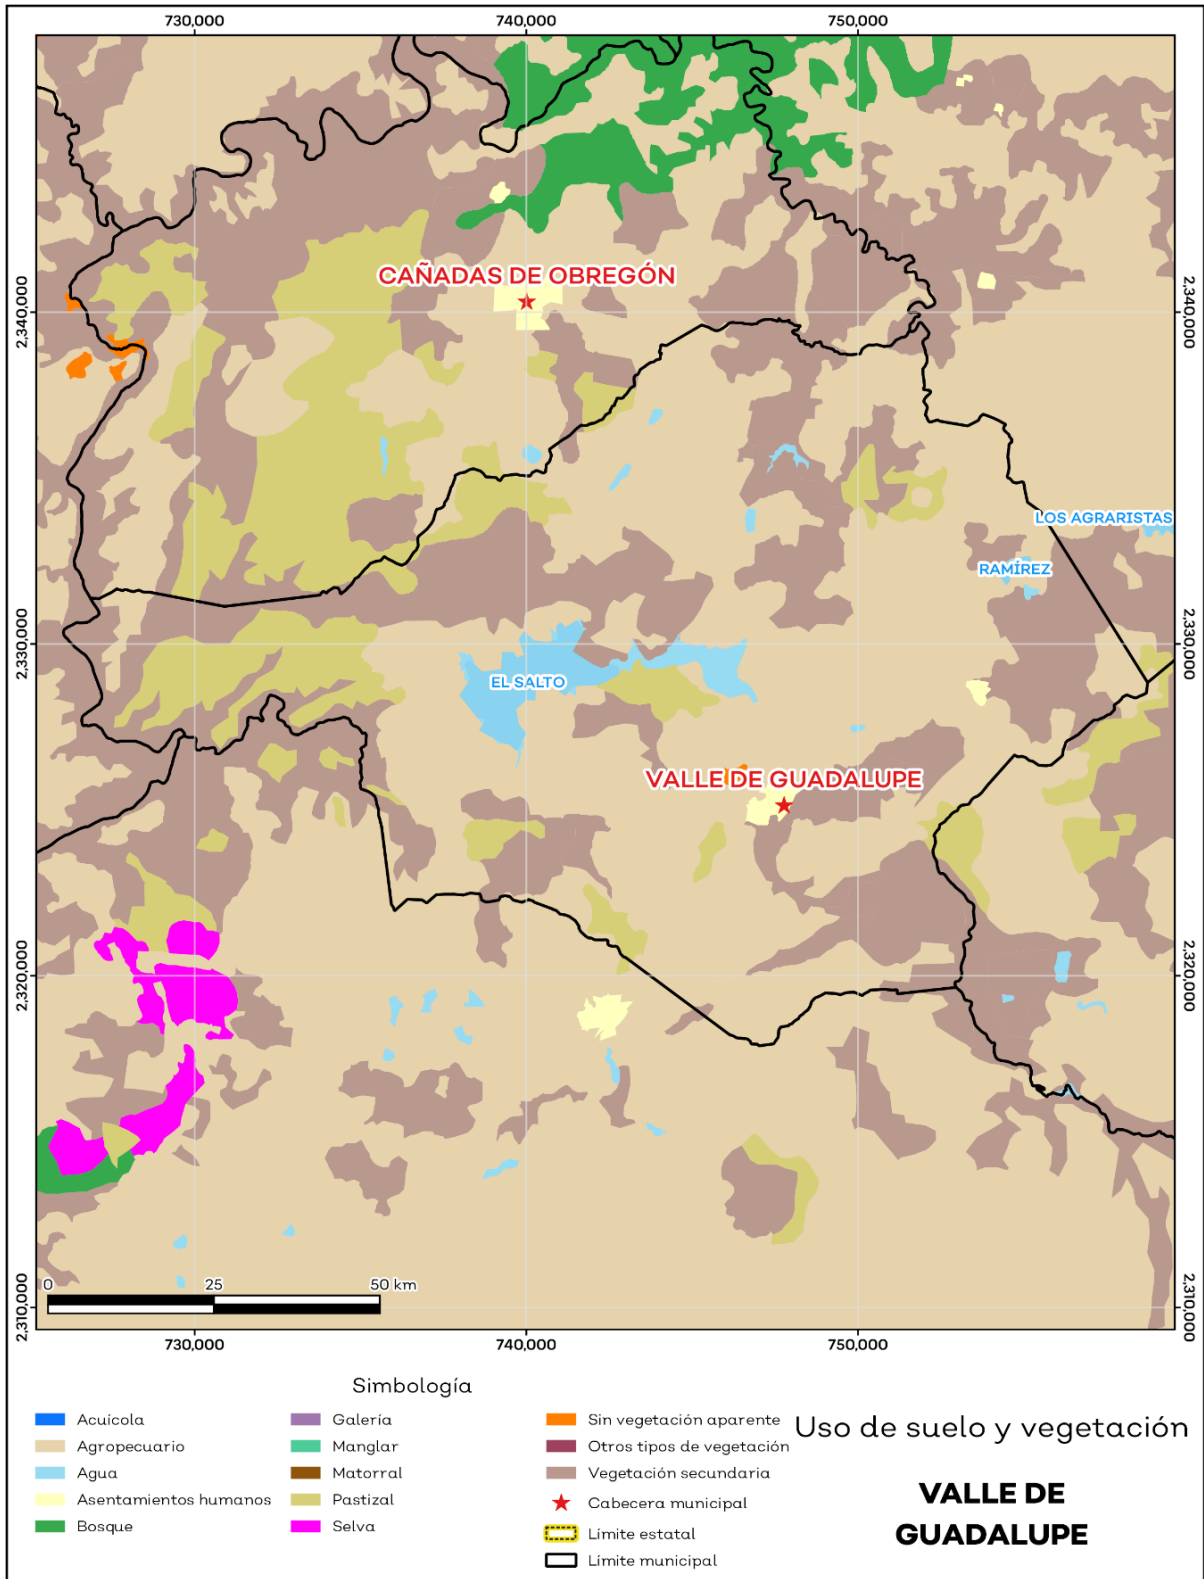 730,000 740,000 750,000
CAÑADAS DE OBREGÓN
2,340,000 2,340,000
LOS AGRARISTAS
RAMÍREZ
2,330,000 2,330,000
EL SALTO
VALLE DE GUADALUPE
2,320,000 2,320,000
0 25 50 km
2,310,000 2,310,000
730,000 740,000 750,000
Simbología
Acuícola
Agropecuario
Agua
Asentamientos humanos
Bosque
Galería
Manglar
Matorral
Pastizal
Selva
Sin vegetación aparente
Otros tipos de vegetación
Vegetación secundaria
Cabecera municipal
Límite estatal
Límite municipal
Uso de suelo y vegetación
VALLE DE
GUADALUPE